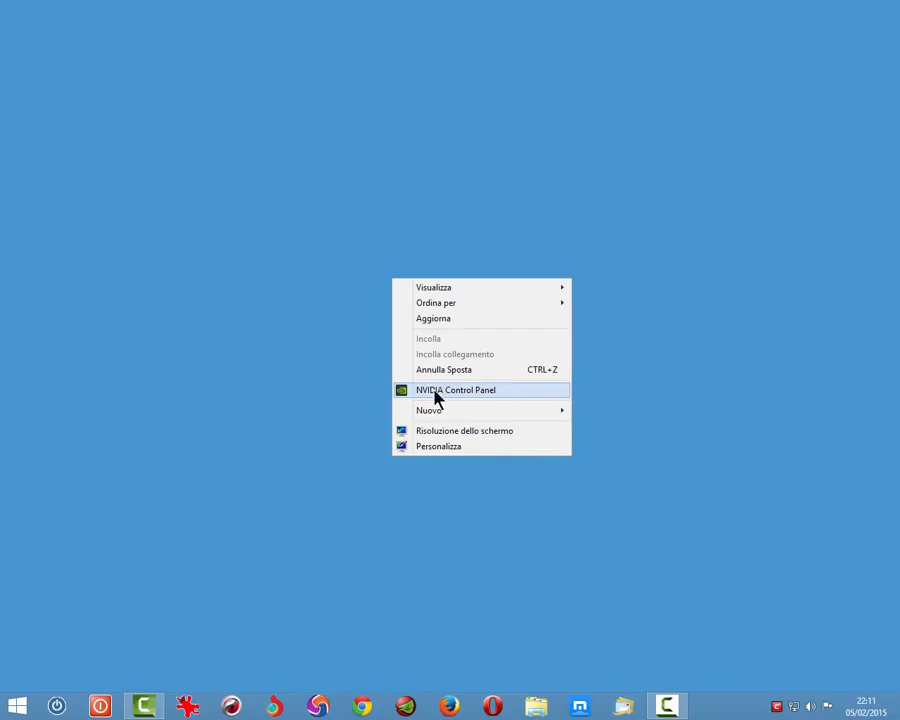 Visualizza
Ordina per
Aggiorna
Incolla
Incolla collegamento
Annulla Sposta CTRL+Z
NVIDIA Control Panel
Nuovo
Risoluzione dello schermo
Personalizza
22:11
05/02/2015